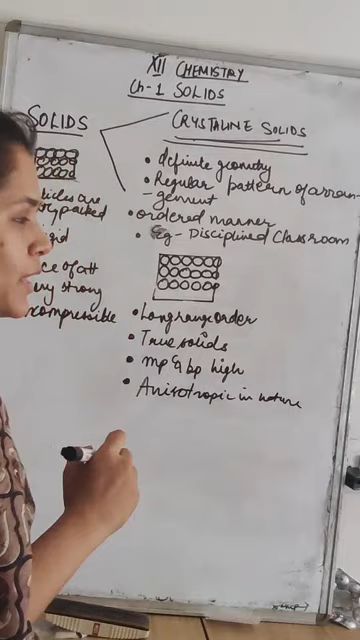 XII CHEMISTRY
Ch-1 SOLIDS
SOLIDS
CRYSTALINE SOLIDS
• definite geometry
• Regular pattern of arran-
-gement
• ordered manner
• Eg - Disciplined Classroom
• Long range order
• True solids
• mp & bp high
• Anisotropic in nature
ticles are
packed
gid
ce of att
ery strong
compressible